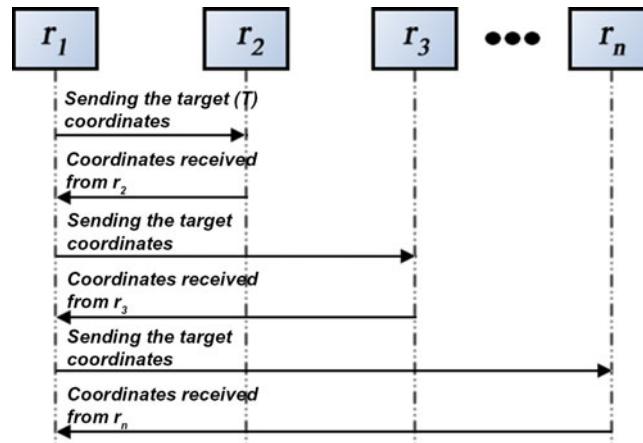 r₁ r₂ r₃ ●●● rₙ
Sending the target (T)
coordinates
Coordinates received
from r₂
Sending the target
coordinates
Coordinates received
from r₃
Sending the target
coordinates
Coordinates received
from rₙ